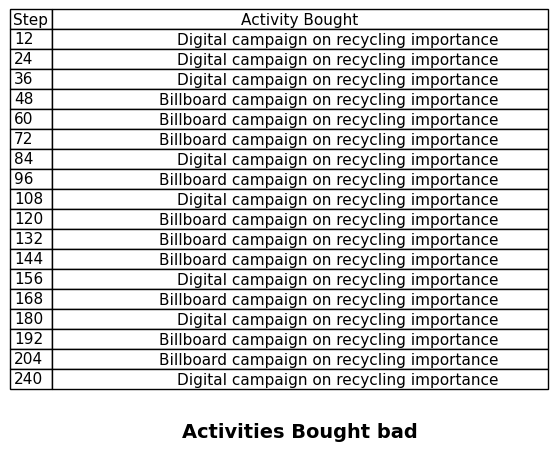 Step Activity Bought
12 Digital campaign on recycling importance
24 Digital campaign on recycling importance
36 Digital campaign on recycling importance
48 Billboard campaign on recycling importance
60 Billboard campaign on recycling importance
72 Billboard campaign on recycling importance
84 Digital campaign on recycling importance
96 Billboard campaign on recycling importance
108 Digital campaign on recycling importance
120 Billboard campaign on recycling importance
132 Billboard campaign on recycling importance
144 Billboard campaign on recycling importance
156 Digital campaign on recycling importance
168 Billboard campaign on recycling importance
180 Digital campaign on recycling importance
192 Billboard campaign on recycling importance
204 Billboard campaign on recycling importance
240 Digital campaign on recycling importance
Activities Bought bad